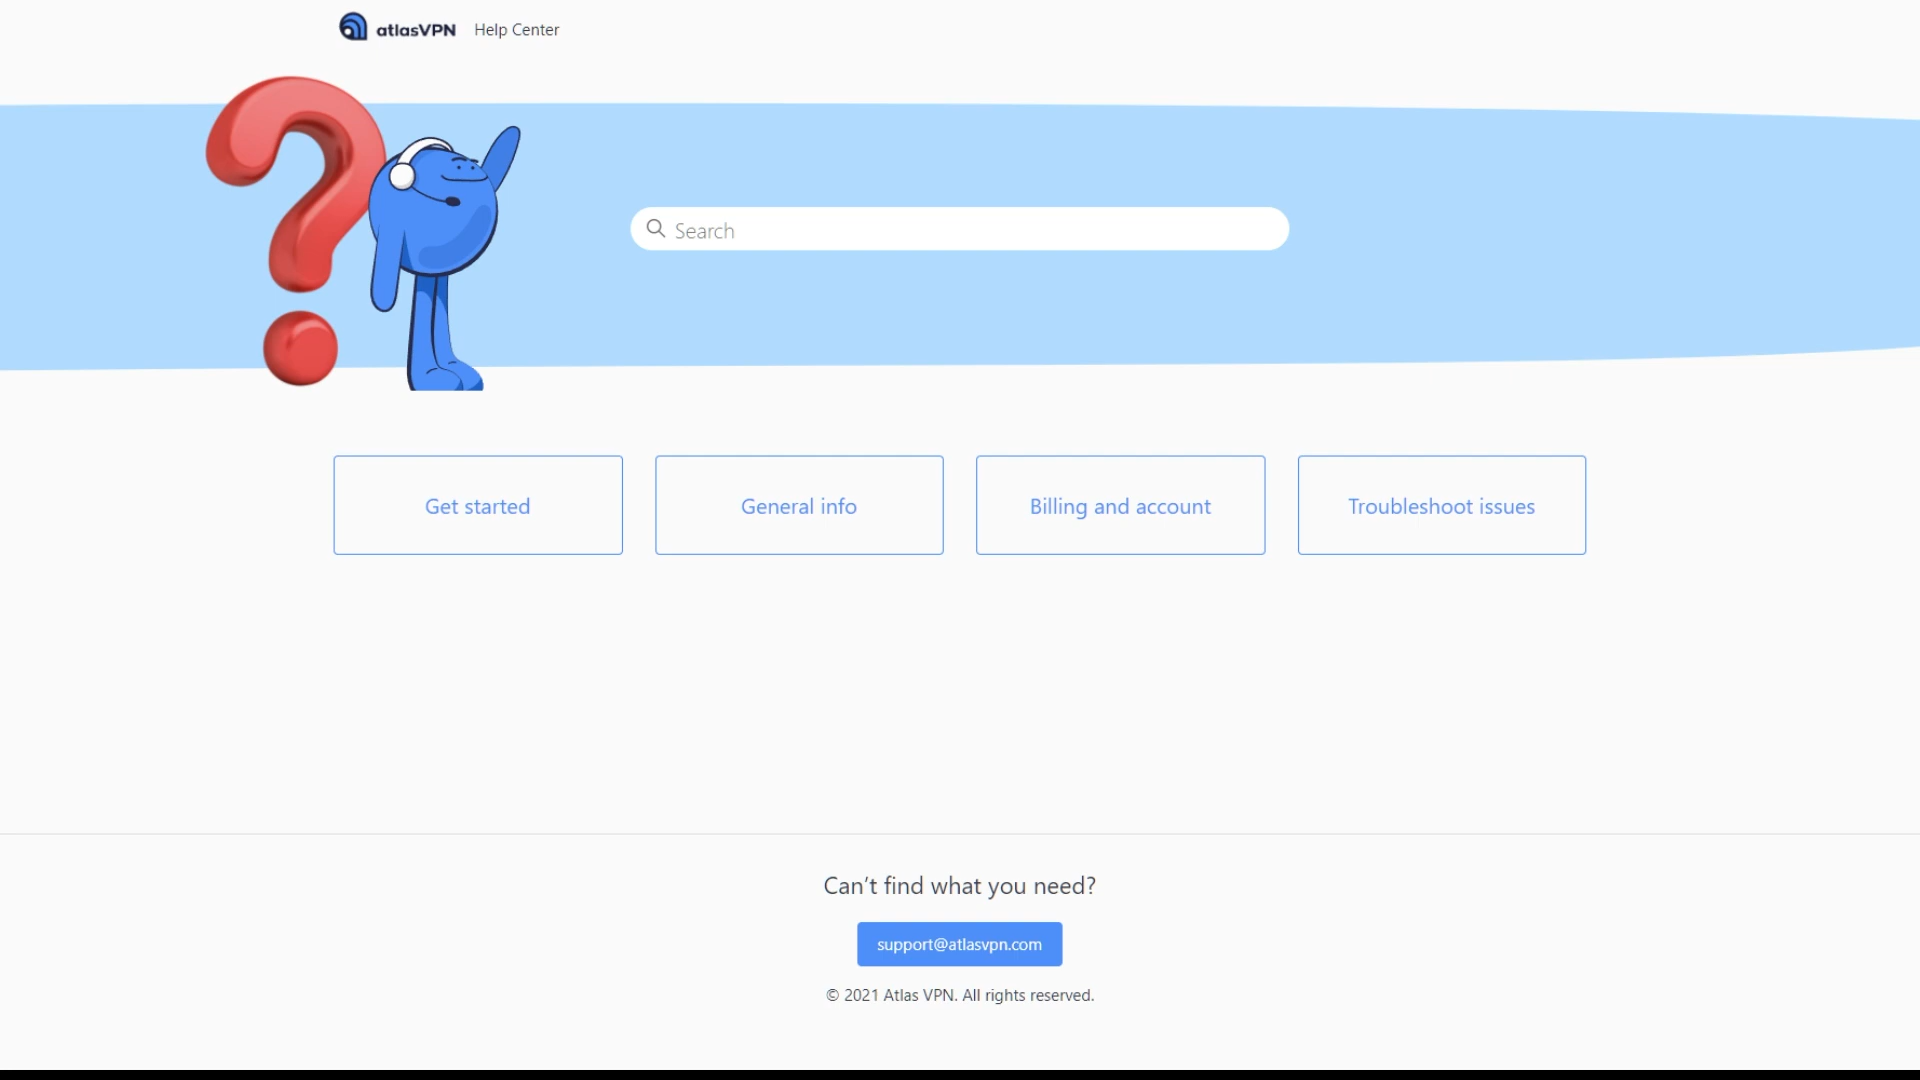 atlasVPN Help Center
Search
Get started
General info
Billing and account
Troubleshoot issues
Can’t find what you need?
support@atlasvpn.com
© 2021 Atlas VPN. All rights reserved.